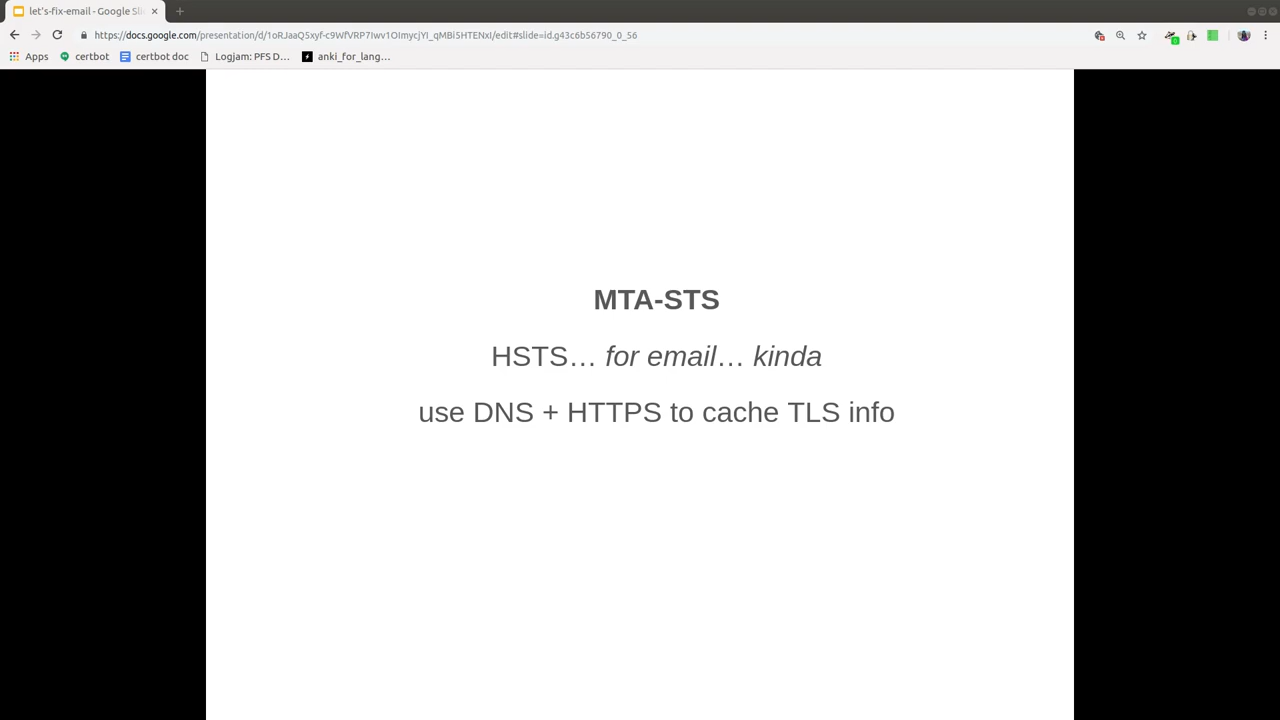 let's-fix-email - Google Sli
https://docs.google.com/presentation/d/1oRJaaQSxyf-c9WfVRP7Iwv1OImycjYI_qMBi5HTENxI/edit#slide=id.g43c6b56790_0_56
Apps certbot certbot doc Logjam: PFS D… anki_for_lang…
MTA-STS
HSTS… for email… kinda
use DNS + HTTPS to cache TLS info